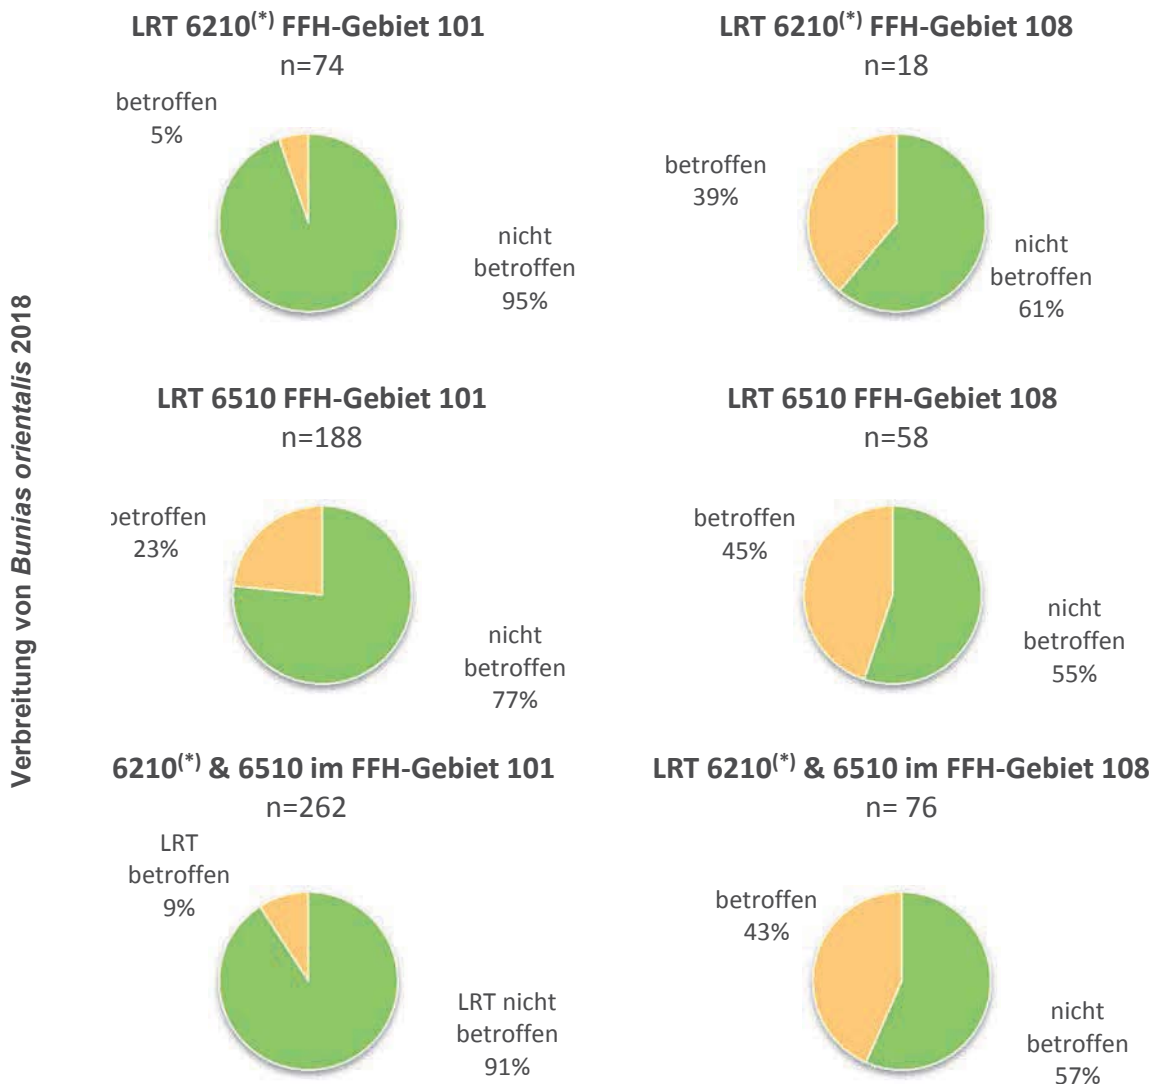 Verbreitung von Bunias orientalis 2018
LRT 6210(*) FFH-Gebiet 101
n=74
betroffen
5%
nicht
betroffen
95%
LRT 6210(*) FFH-Gebiet 108
n=18
betroffen
39%
nicht
betroffen
61%
LRT 6510 FFH-Gebiet 101
n=188
betroffen
23%
nicht
betroffen
77%
LRT 6510 FFH-Gebiet 108
n=58
betroffen
45%
nicht
betroffen
55%
6210(*) & 6510 im FFH-Gebiet 101
n=262
LRT
betroffen
9%
LRT nicht
betroffen
91%
LRT 6210(*) & 6510 im FFH-Gebiet 108
n= 76
betroffen
43%
nicht
betroffen
57%